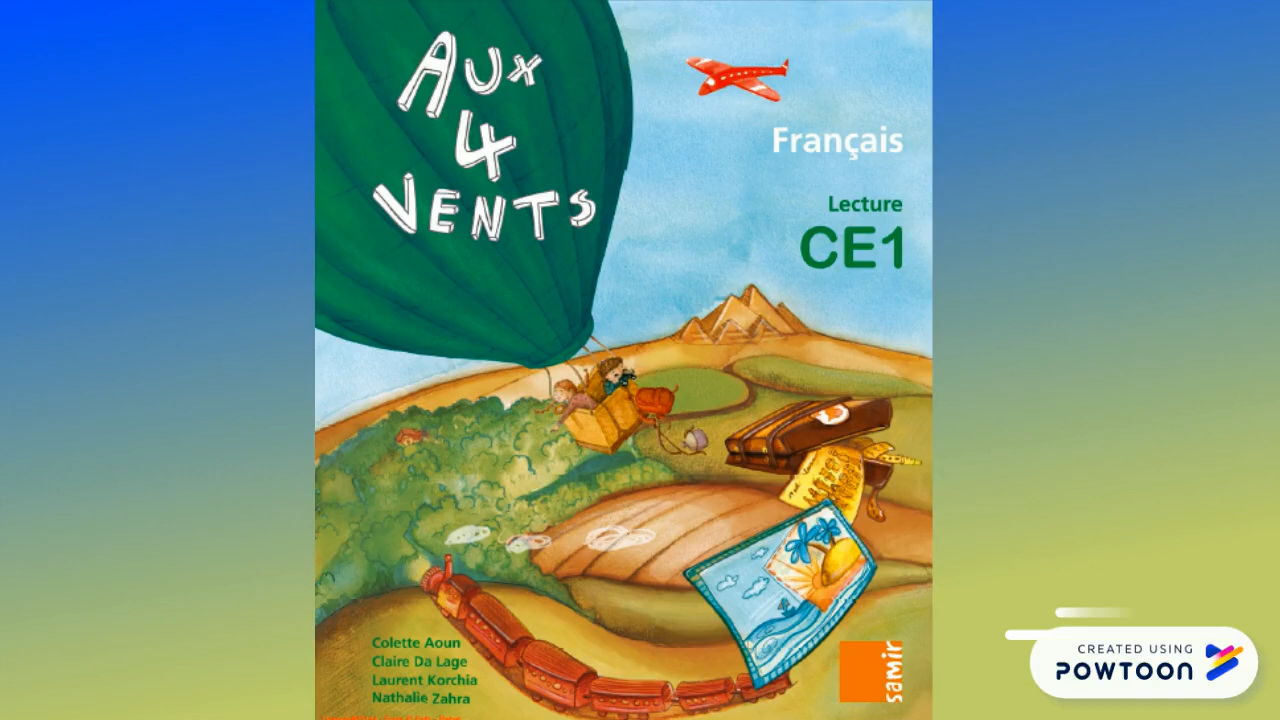 AUX
4
VENTS
Français
Lecture
CE1
Colette Aoun
Claire Da Lage
Laurent Korchia
Nathalie Zahra
samir
CREATED USING
POWTOON